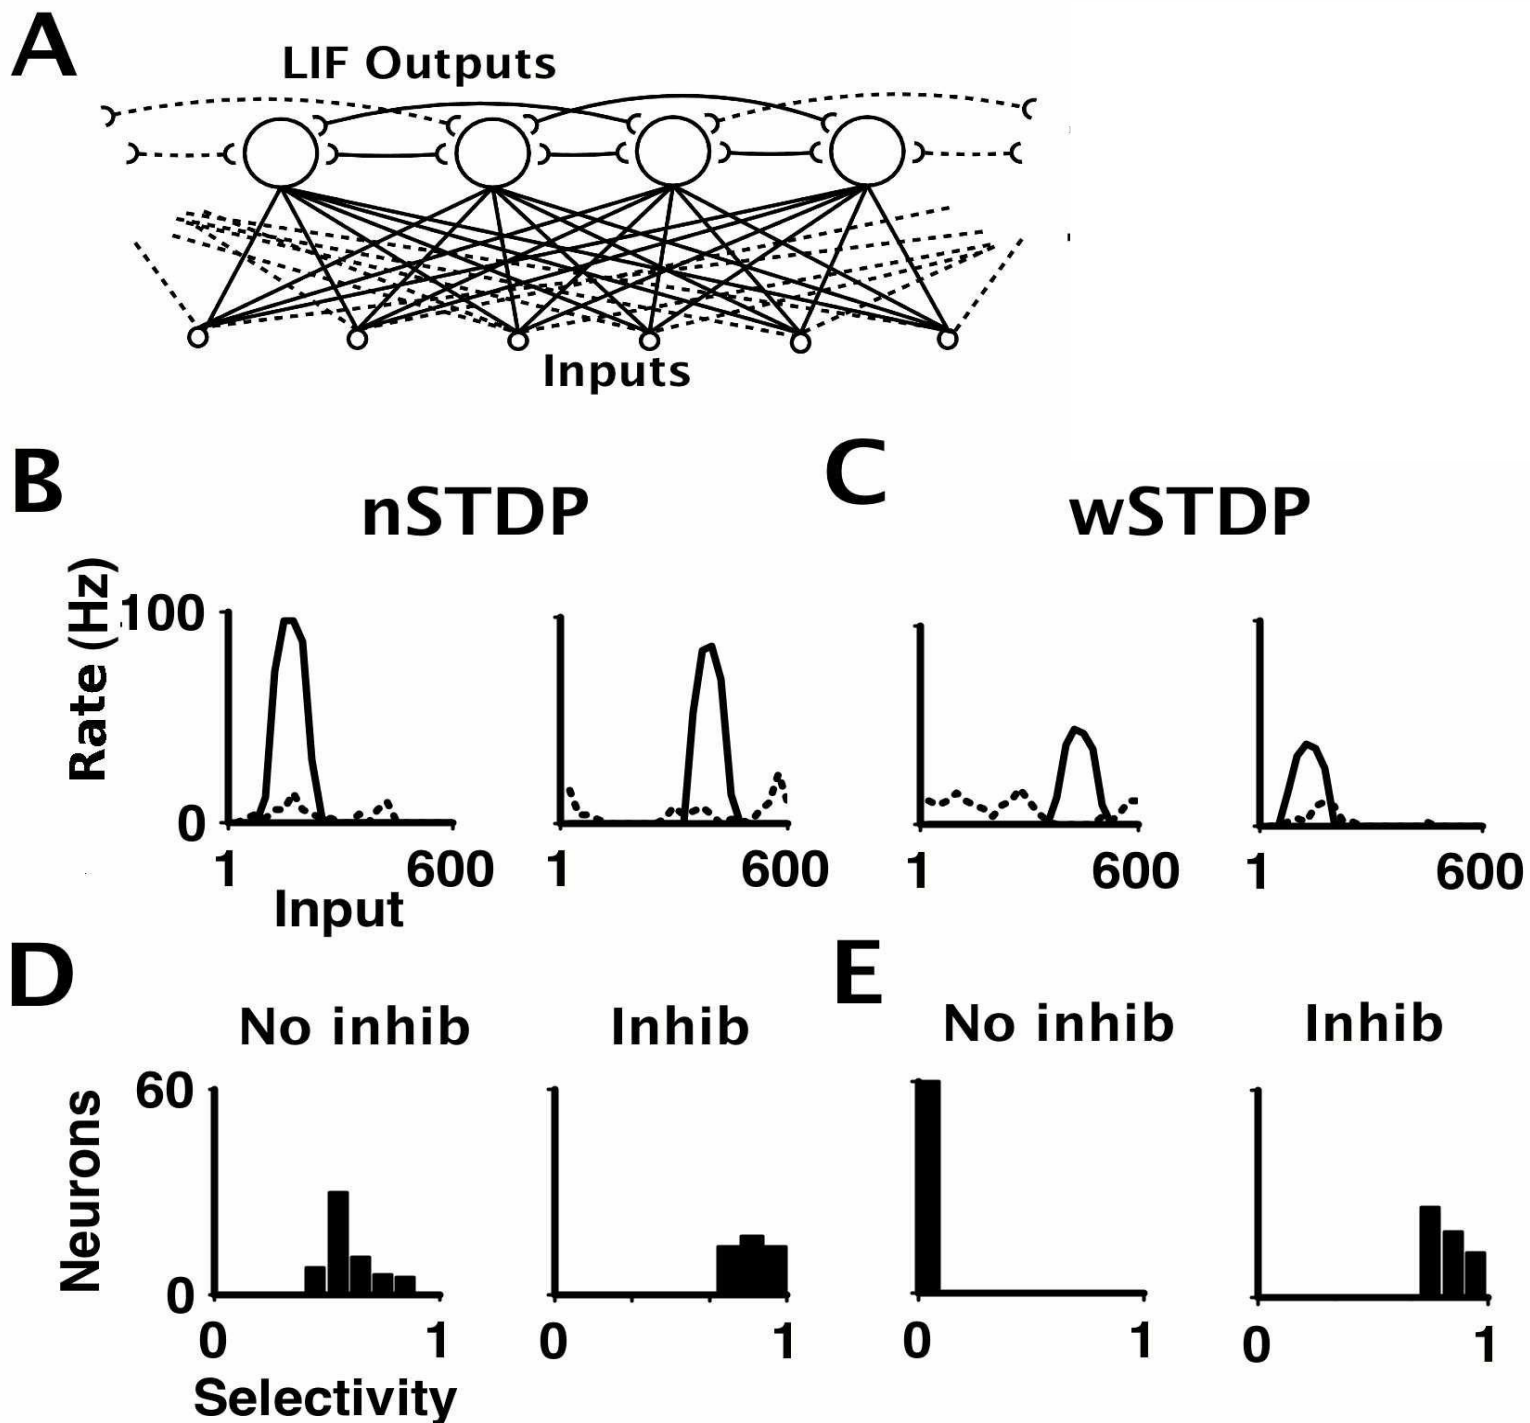 A
LIF Outputs
Inputs
B
nSTDP
C
wSTDP
Rate (Hz)
100
0
1 600
1 600
1 600
1 600
Input
D
No inhib
Inhib
E
No inhib
Inhib
Neurons
60
0
0 1
0 1
0 1
0 1
Selectivity